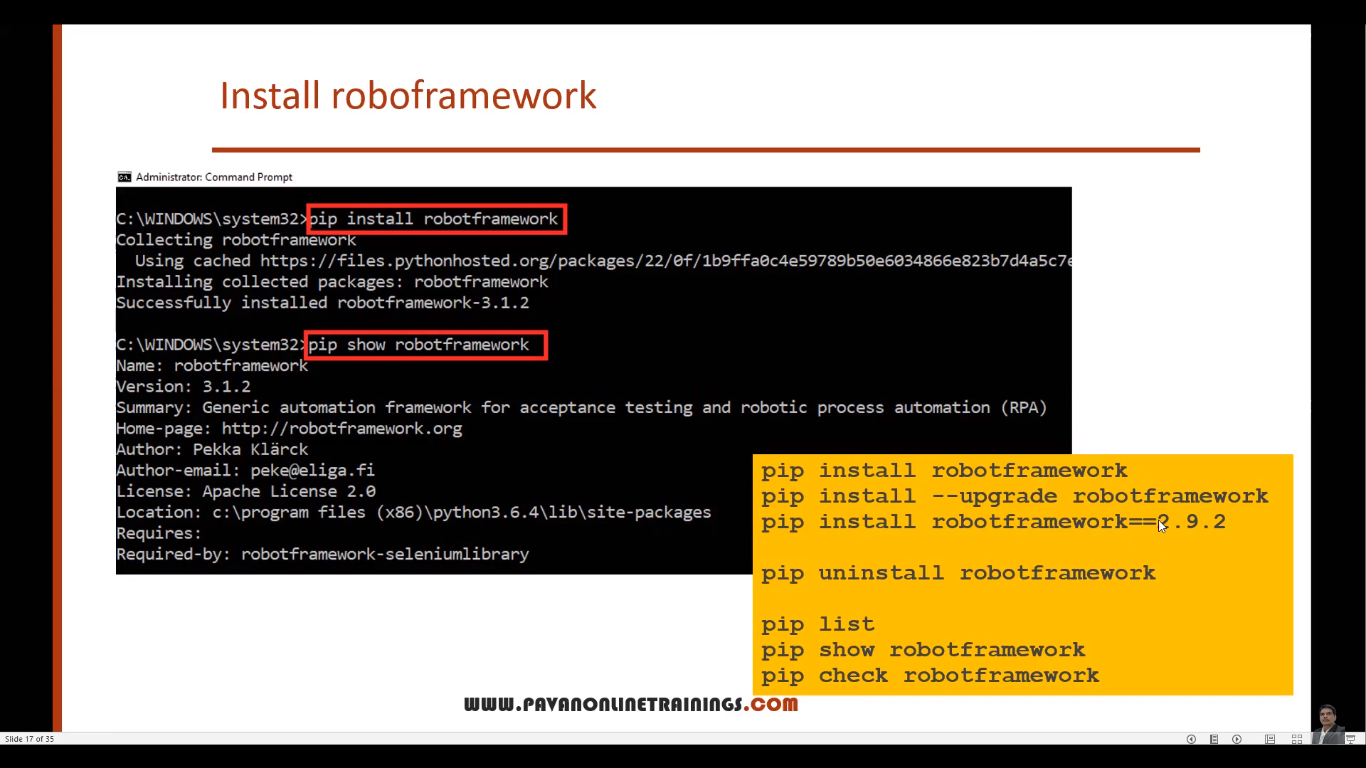 Install roboframework
Administrator: Command Prompt
C:\WINDOWS\system32>pip install robotframework
Collecting robotframework
Using cached https://files.pythonhosted.org/packages/22/0f/1b9ffa0c4e59789b50e6034866e823b7d4a5c7e
Installing collected packages: robotframework
Successfully installed robotframework-3.1.2
C:\WINDOWS\system32>pip show robotframework
Name: robotframework
Version: 3.1.2
Summary: Generic automation framework for acceptance testing and robotic process automation (RPA)
Home-page: http://robotframework.org
Author: Pekka Klärck
Author-email: peke@eliga.fi
License: Apache License 2.0
Location: c:\program files (x86)\python3.6.4\lib\site-packages
Requires:
Required-by: robotframework-seleniumlibrary
pip install robotframework
pip install --upgrade robotframework
pip install robotframework==2.9.2
pip uninstall robotframework
pip list
pip show robotframework
pip check robotframework
WWW.PAVANONLINETRAININGS.COM
Slide 17 of 35